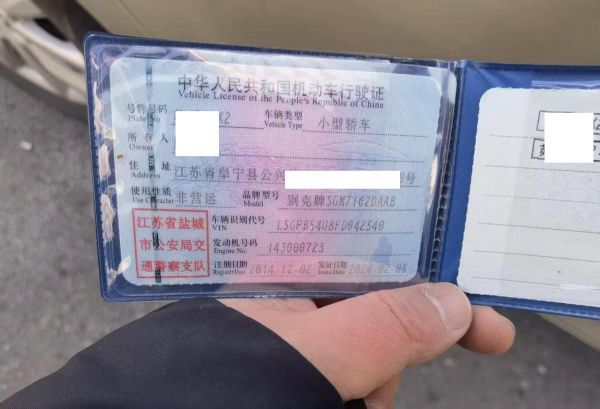 中华人民共和国机动车行驶证
Vehicle License of the People's Republic of China
号牌号码 K2 车辆类型 小型轿车
Plate No. Vehicle Type
所有人
Owner
住址 江苏省阜宁县公兴 号
Address
使用性质 非营运 品牌型号 别克牌SGM7162DAAB
Use Character Model
江苏省盐城
市公安局交
通警察支队
车辆识别代号 LSGPB54U8FD042840
VIN
发动机号码 143000723
Engine No.
注册日期 2014-12-02 发证日期 2024-02-08
Register Date Issue Date